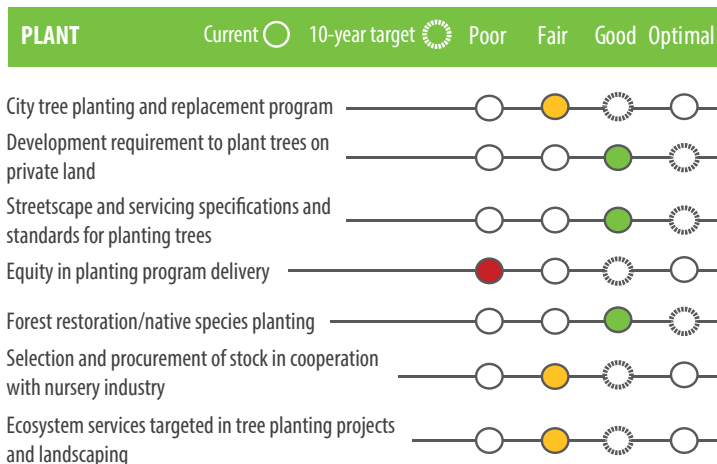 PLANT Current 10-year target Poor Fair Good Optimal
City tree planting and replacement program
Development requirement to plant trees on
private land
Streetscape and servicing specifications and
standards for planting trees
Equity in planting program delivery
Forest restoration/native species planting
Selection and procurement of stock in cooperation
with nursery industry
Ecosystem services targeted in tree planting projects
and landscaping